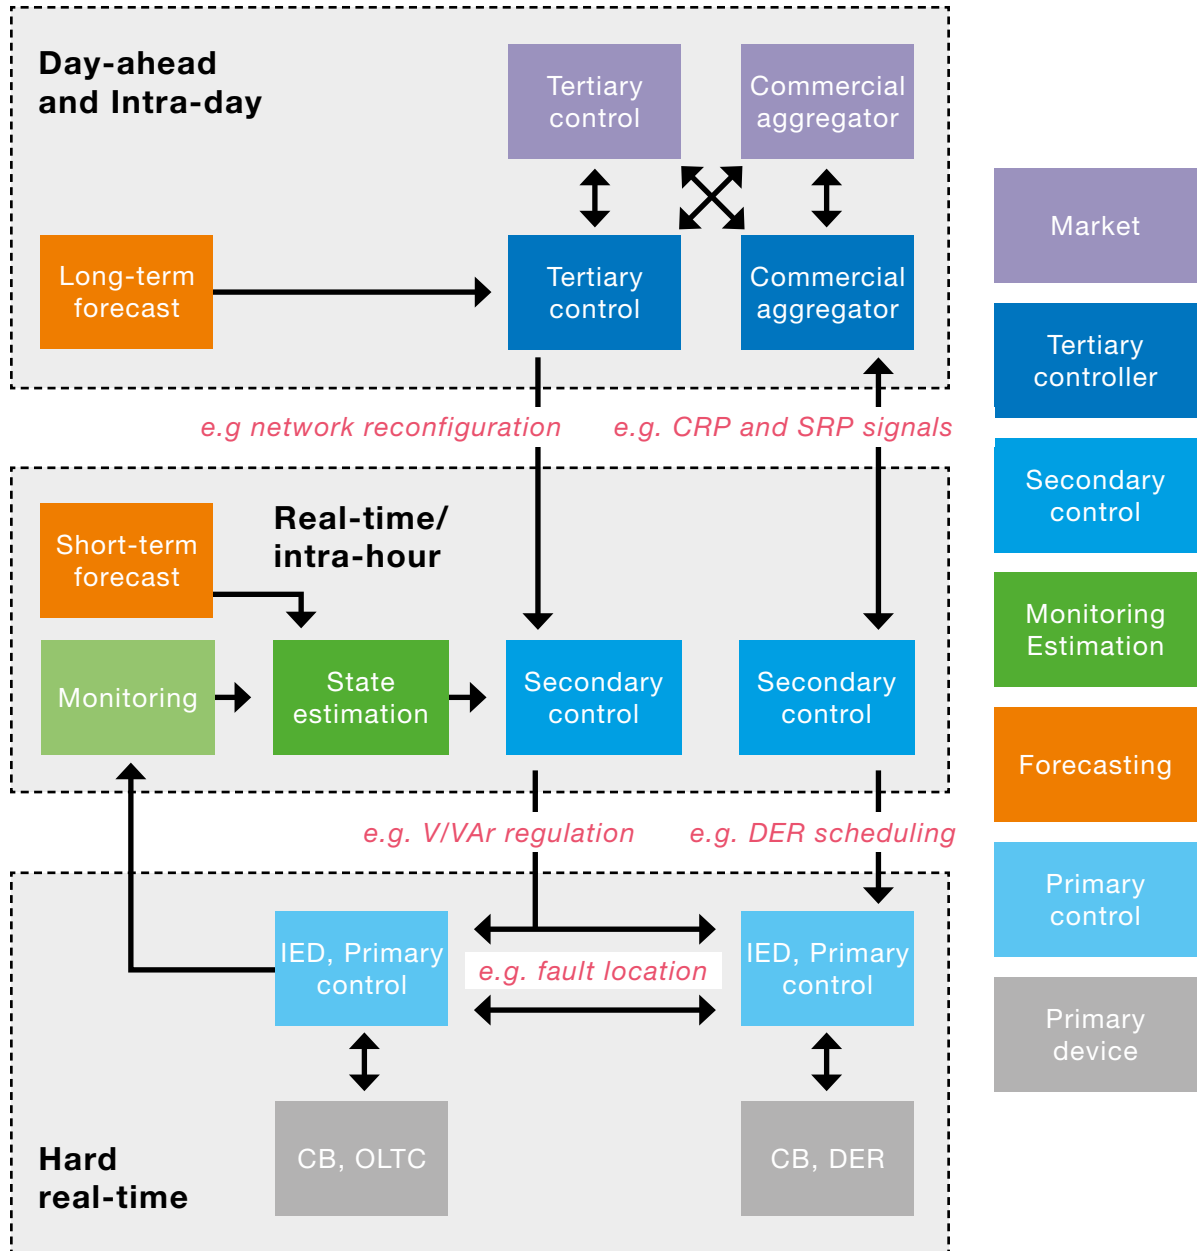 Day-ahead
and Intra-day
Tertiary
control
Commercial
aggregator
Long-term
forecast
Tertiary
control
Commercial
aggregator
e.g network reconfiguration
e.g. CRP and SRP signals
Short-term
forecast
Real-time/
intra-hour
Monitoring
State
estimation
Secondary
control
Secondary
control
e.g. V/VAr regulation
e.g. DER scheduling
IED, Primary
control
e.g. fault location
IED, Primary
control
CB, OLTC
CB, DER
Hard
real-time
Market
Tertiary
controller
Secondary
control
Monitoring
Estimation
Forecasting
Primary
control
Primary
device